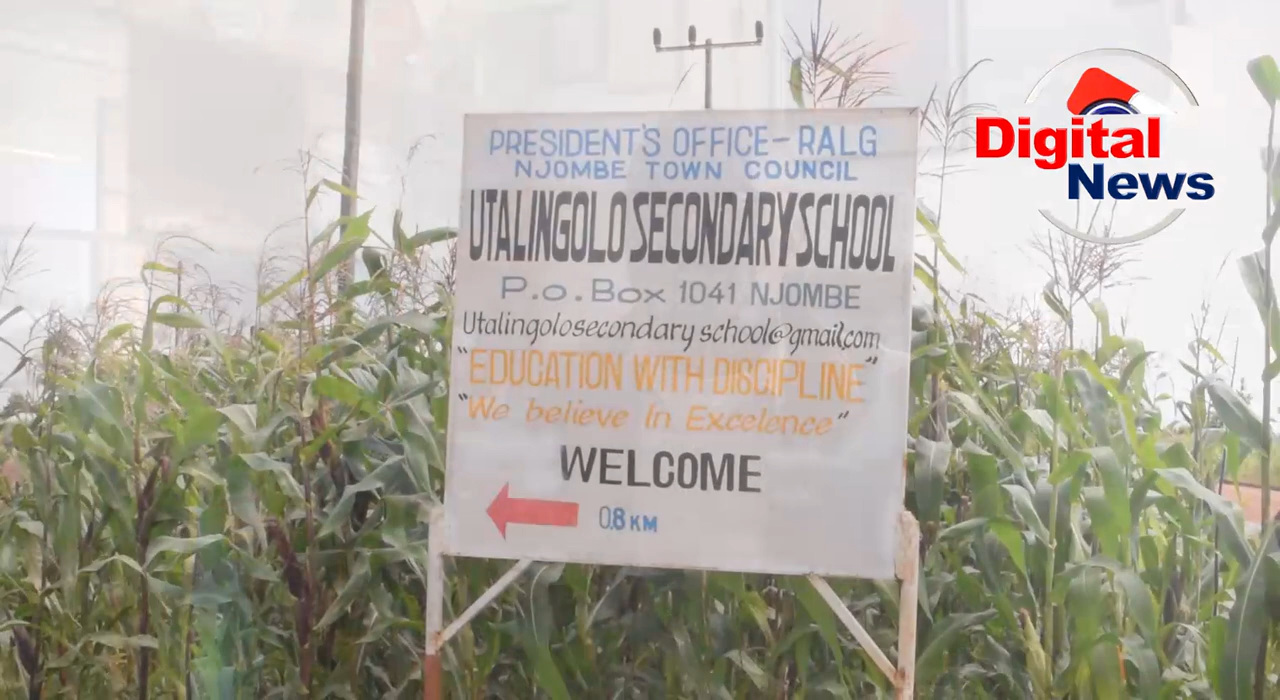 PRESIDENT'S OFFICE - RALG
NJOMBE TOWN COUNCIL
UTALINGOLO SECONDARY SCHOOL
P.o. Box 1041 NJOMBE
Utalingolosecondary school@gmail.com
"EDUCATION WITH DISCIPLINE"
"We believe In Excelence"
WELCOME
0.8 KM
Digital
News